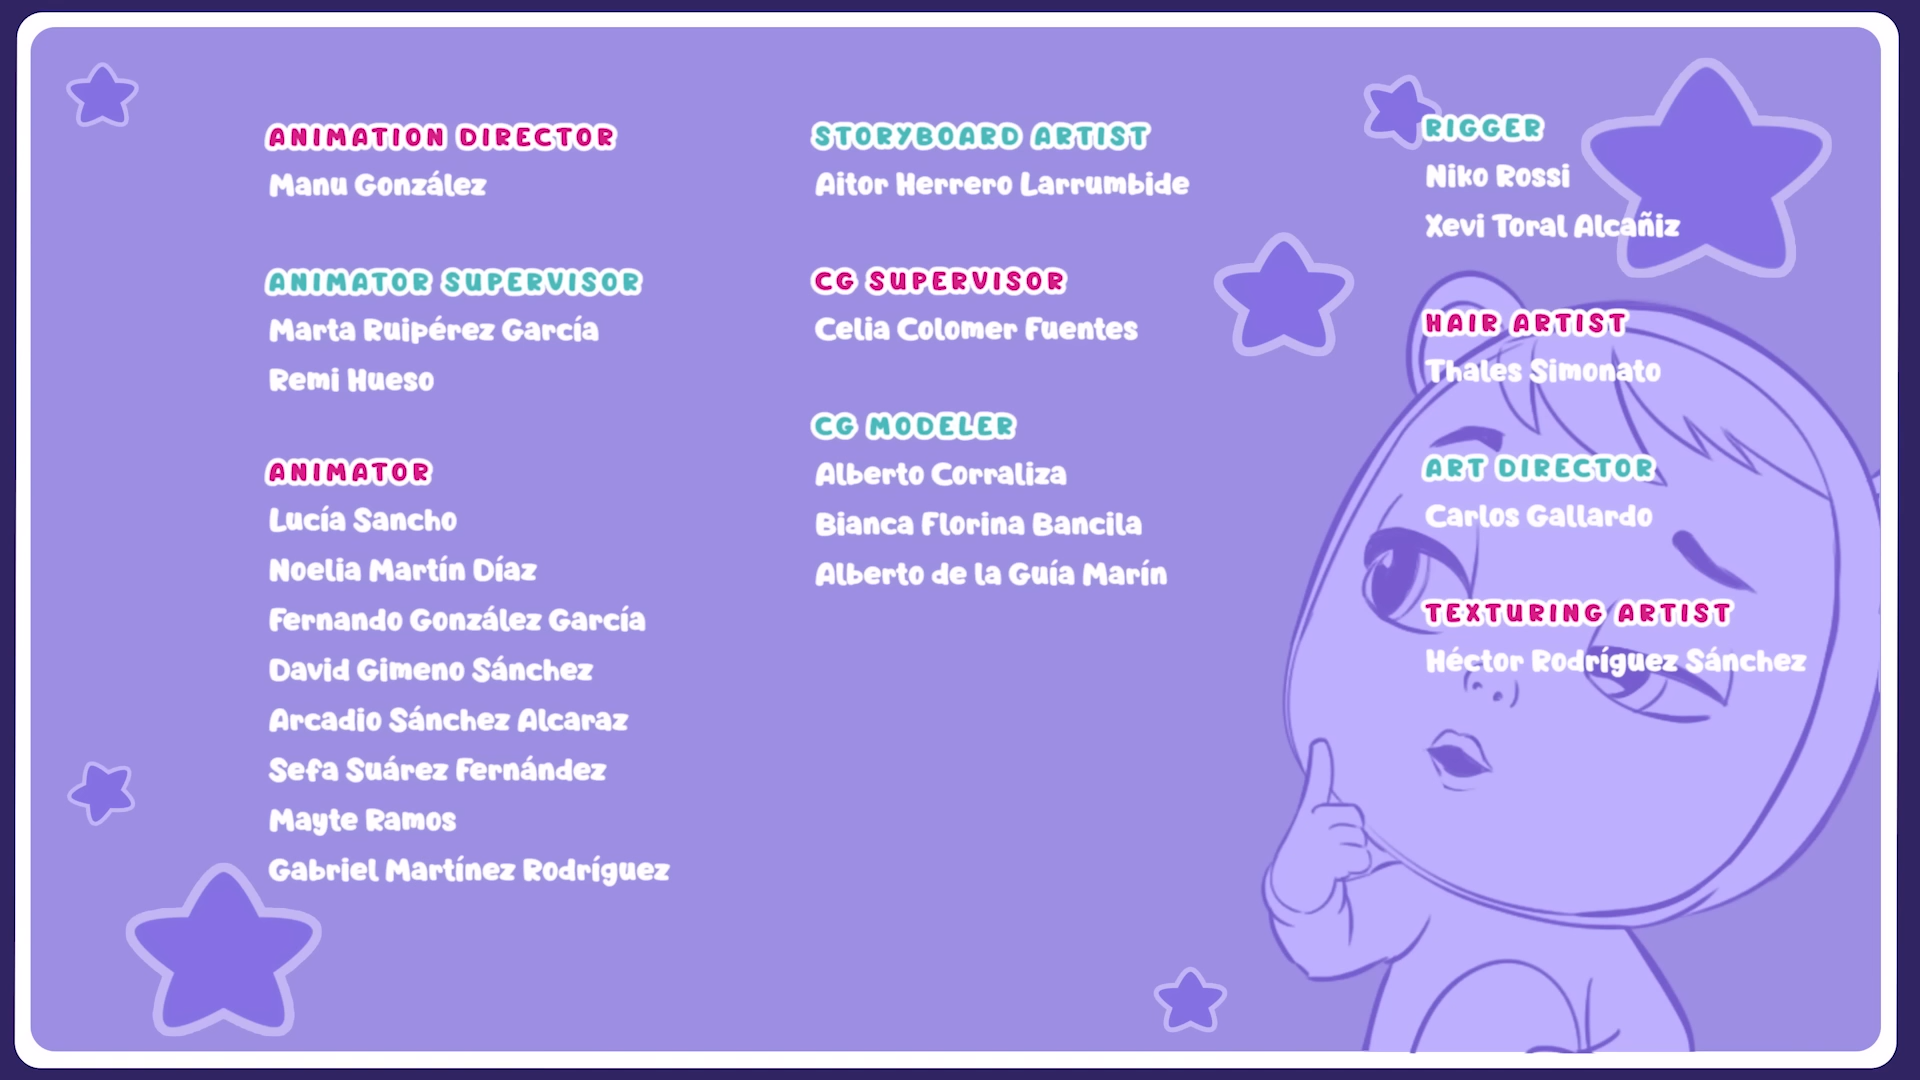 ANIMATION DIRECTOR
Manu González
ANIMATOR SUPERVISOR
Marta Ruipérez García
Remi Hueso
ANIMATOR
Lucía Sancho
Noelia Martín Díaz
Fernando González García
David Gimeno Sánchez
Arcadio Sánchez Alcaraz
Sefa Suárez Fernández
Mayte Ramos
Gabriel Martínez Rodríguez
STORYBOARD ARTIST
Aitor Herrero Larrumbide
CG SUPERVISOR
Celia Colomer Fuentes
CG MODELER
Alberto Corraliza
Bianca Florina Bancila
Alberto de la Guía Marín
RIGGER
Niko Rossi
Xevi Toral Alcañiz
HAIR ARTIST
Thales Simonato
ART DIRECTOR
Carlos Gallardo
TEXTURING ARTIST
Héctor Rodríguez Sánchez